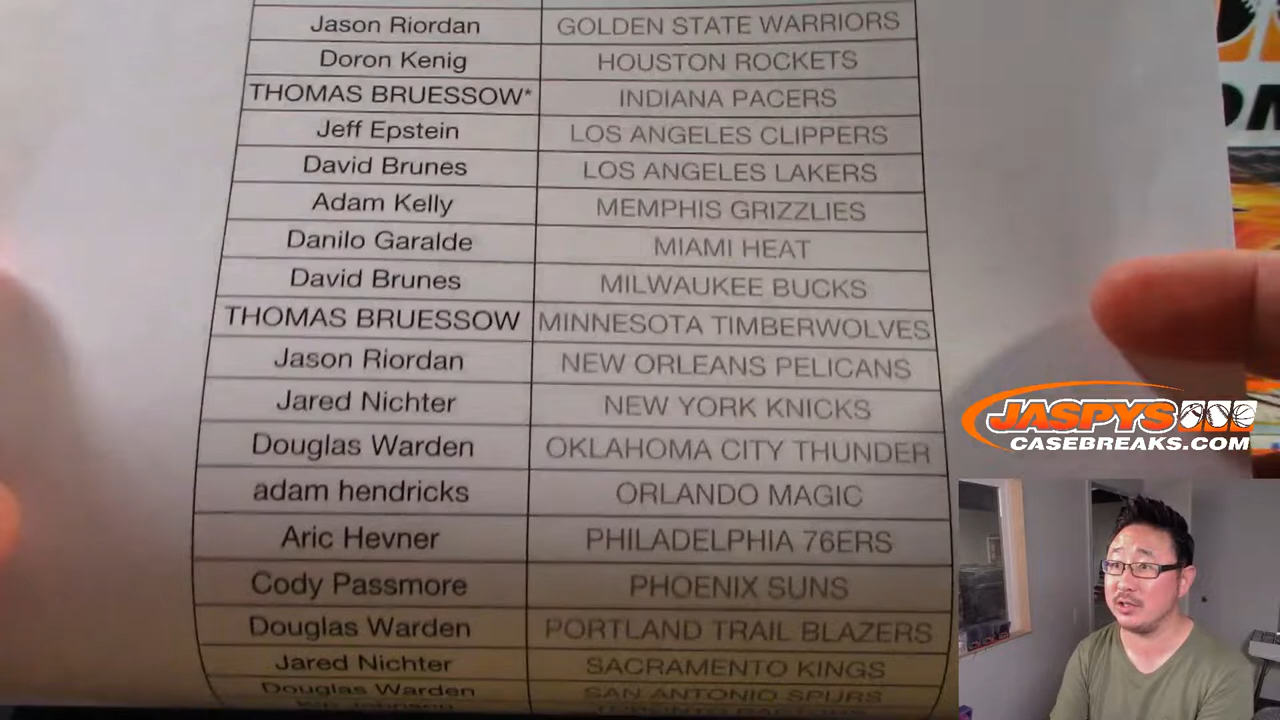 Jason Riordan GOLDEN STATE WARRIORS
Doron Kenig HOUSTON ROCKETS
THOMAS BRUESSOW* INDIANA PACERS
Jeff Epstein LOS ANGELES CLIPPERS
David Brunes LOS ANGELES LAKERS
Adam Kelly MEMPHIS GRIZZLIES
Danilo Garalde MIAMI HEAT
David Brunes MILWAUKEE BUCKS
THOMAS BRUESSOW MINNESOTA TIMBERWOLVES
Jason Riordan NEW ORLEANS PELICANS
Jared Nichter NEW YORK KNICKS
Douglas Warden OKLAHOMA CITY THUNDER
adam hendricks ORLANDO MAGIC
Aric Hevner PHILADELPHIA 76ERS
Cody Passmore PHOENIX SUNS
Douglas Warden PORTLAND TRAIL BLAZERS
Jared Nichter SACRAMENTO KINGS
Douglas Warden SAN ANTONIO SPURS
JASPYS
CASEBREAKS.COM